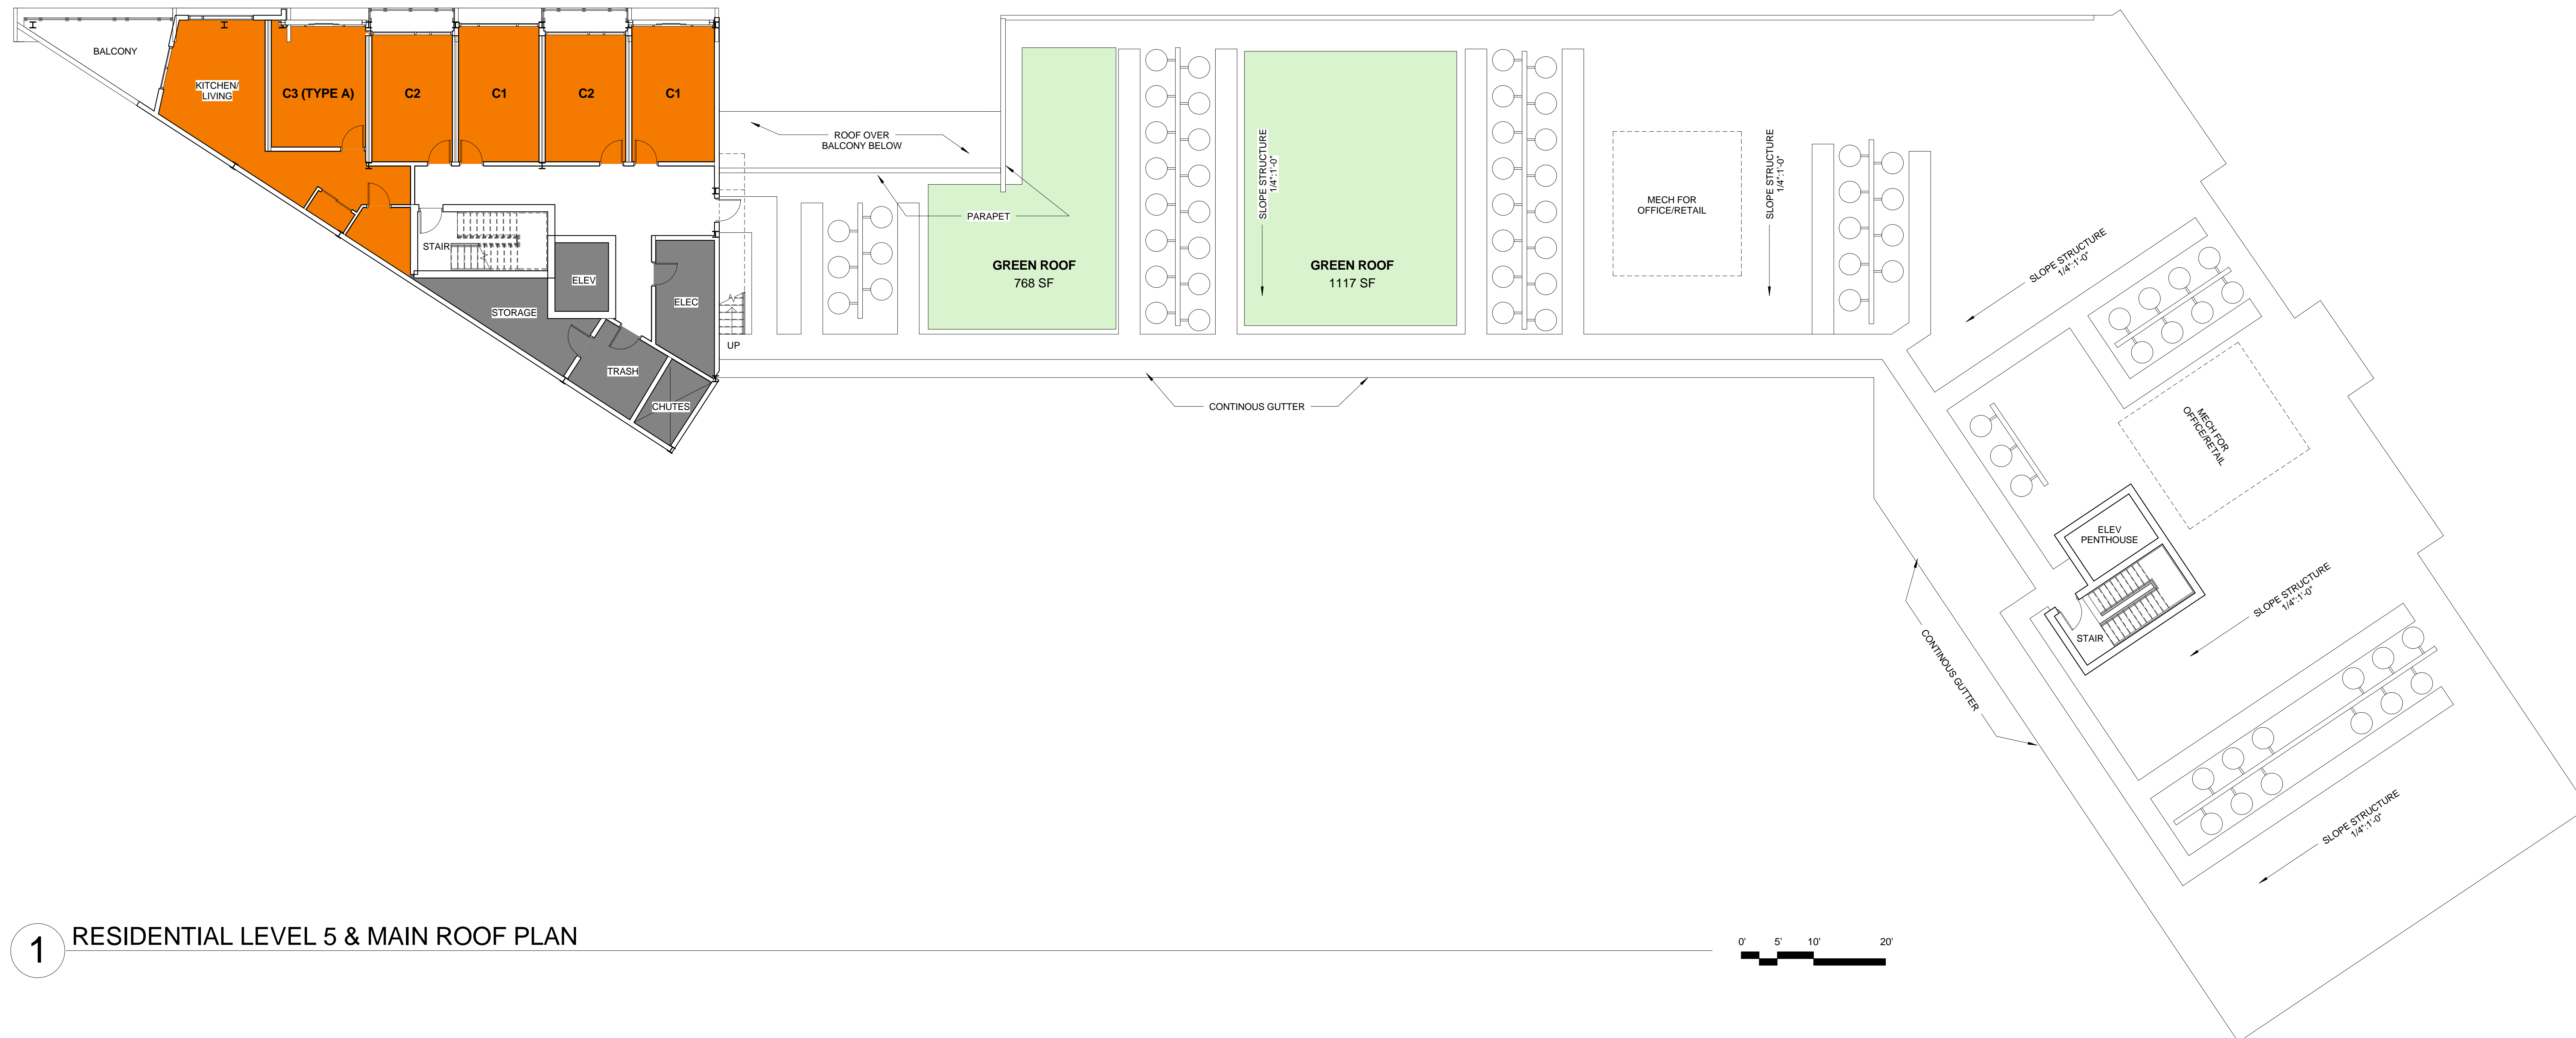 BALCONY
KITCHEN/
LIVING
C3 (TYPE A)
C2
C1
C2
C1
STAIR
ELEV
ELEC
STORAGE
TRASH
CHUTES
UP
ROOF OVER
BALCONY BELOW
PARAPET
GREEN ROOF
768 SF
SLOPE STRUCTURE
1/4":1'-0"
GREEN ROOF
1117 SF
CONTINOUS GUTTER
MECH FOR
OFFICE/RETAIL
SLOPE STRUCTURE
1/4":1'-0"
SLOPE STRUCTURE
1/4":1'-0"
MECH FOR
OFFICE/RETAIL
ELEV
PENTHOUSE
STAIR
SLOPE STRUCTURE
1/4":1'-0"
CONTINOUS GUTTER
SLOPE STRUCTURE
1/4":1'-0"
1
RESIDENTIAL LEVEL 5 & MAIN ROOF PLAN
0' 5' 10' 20'